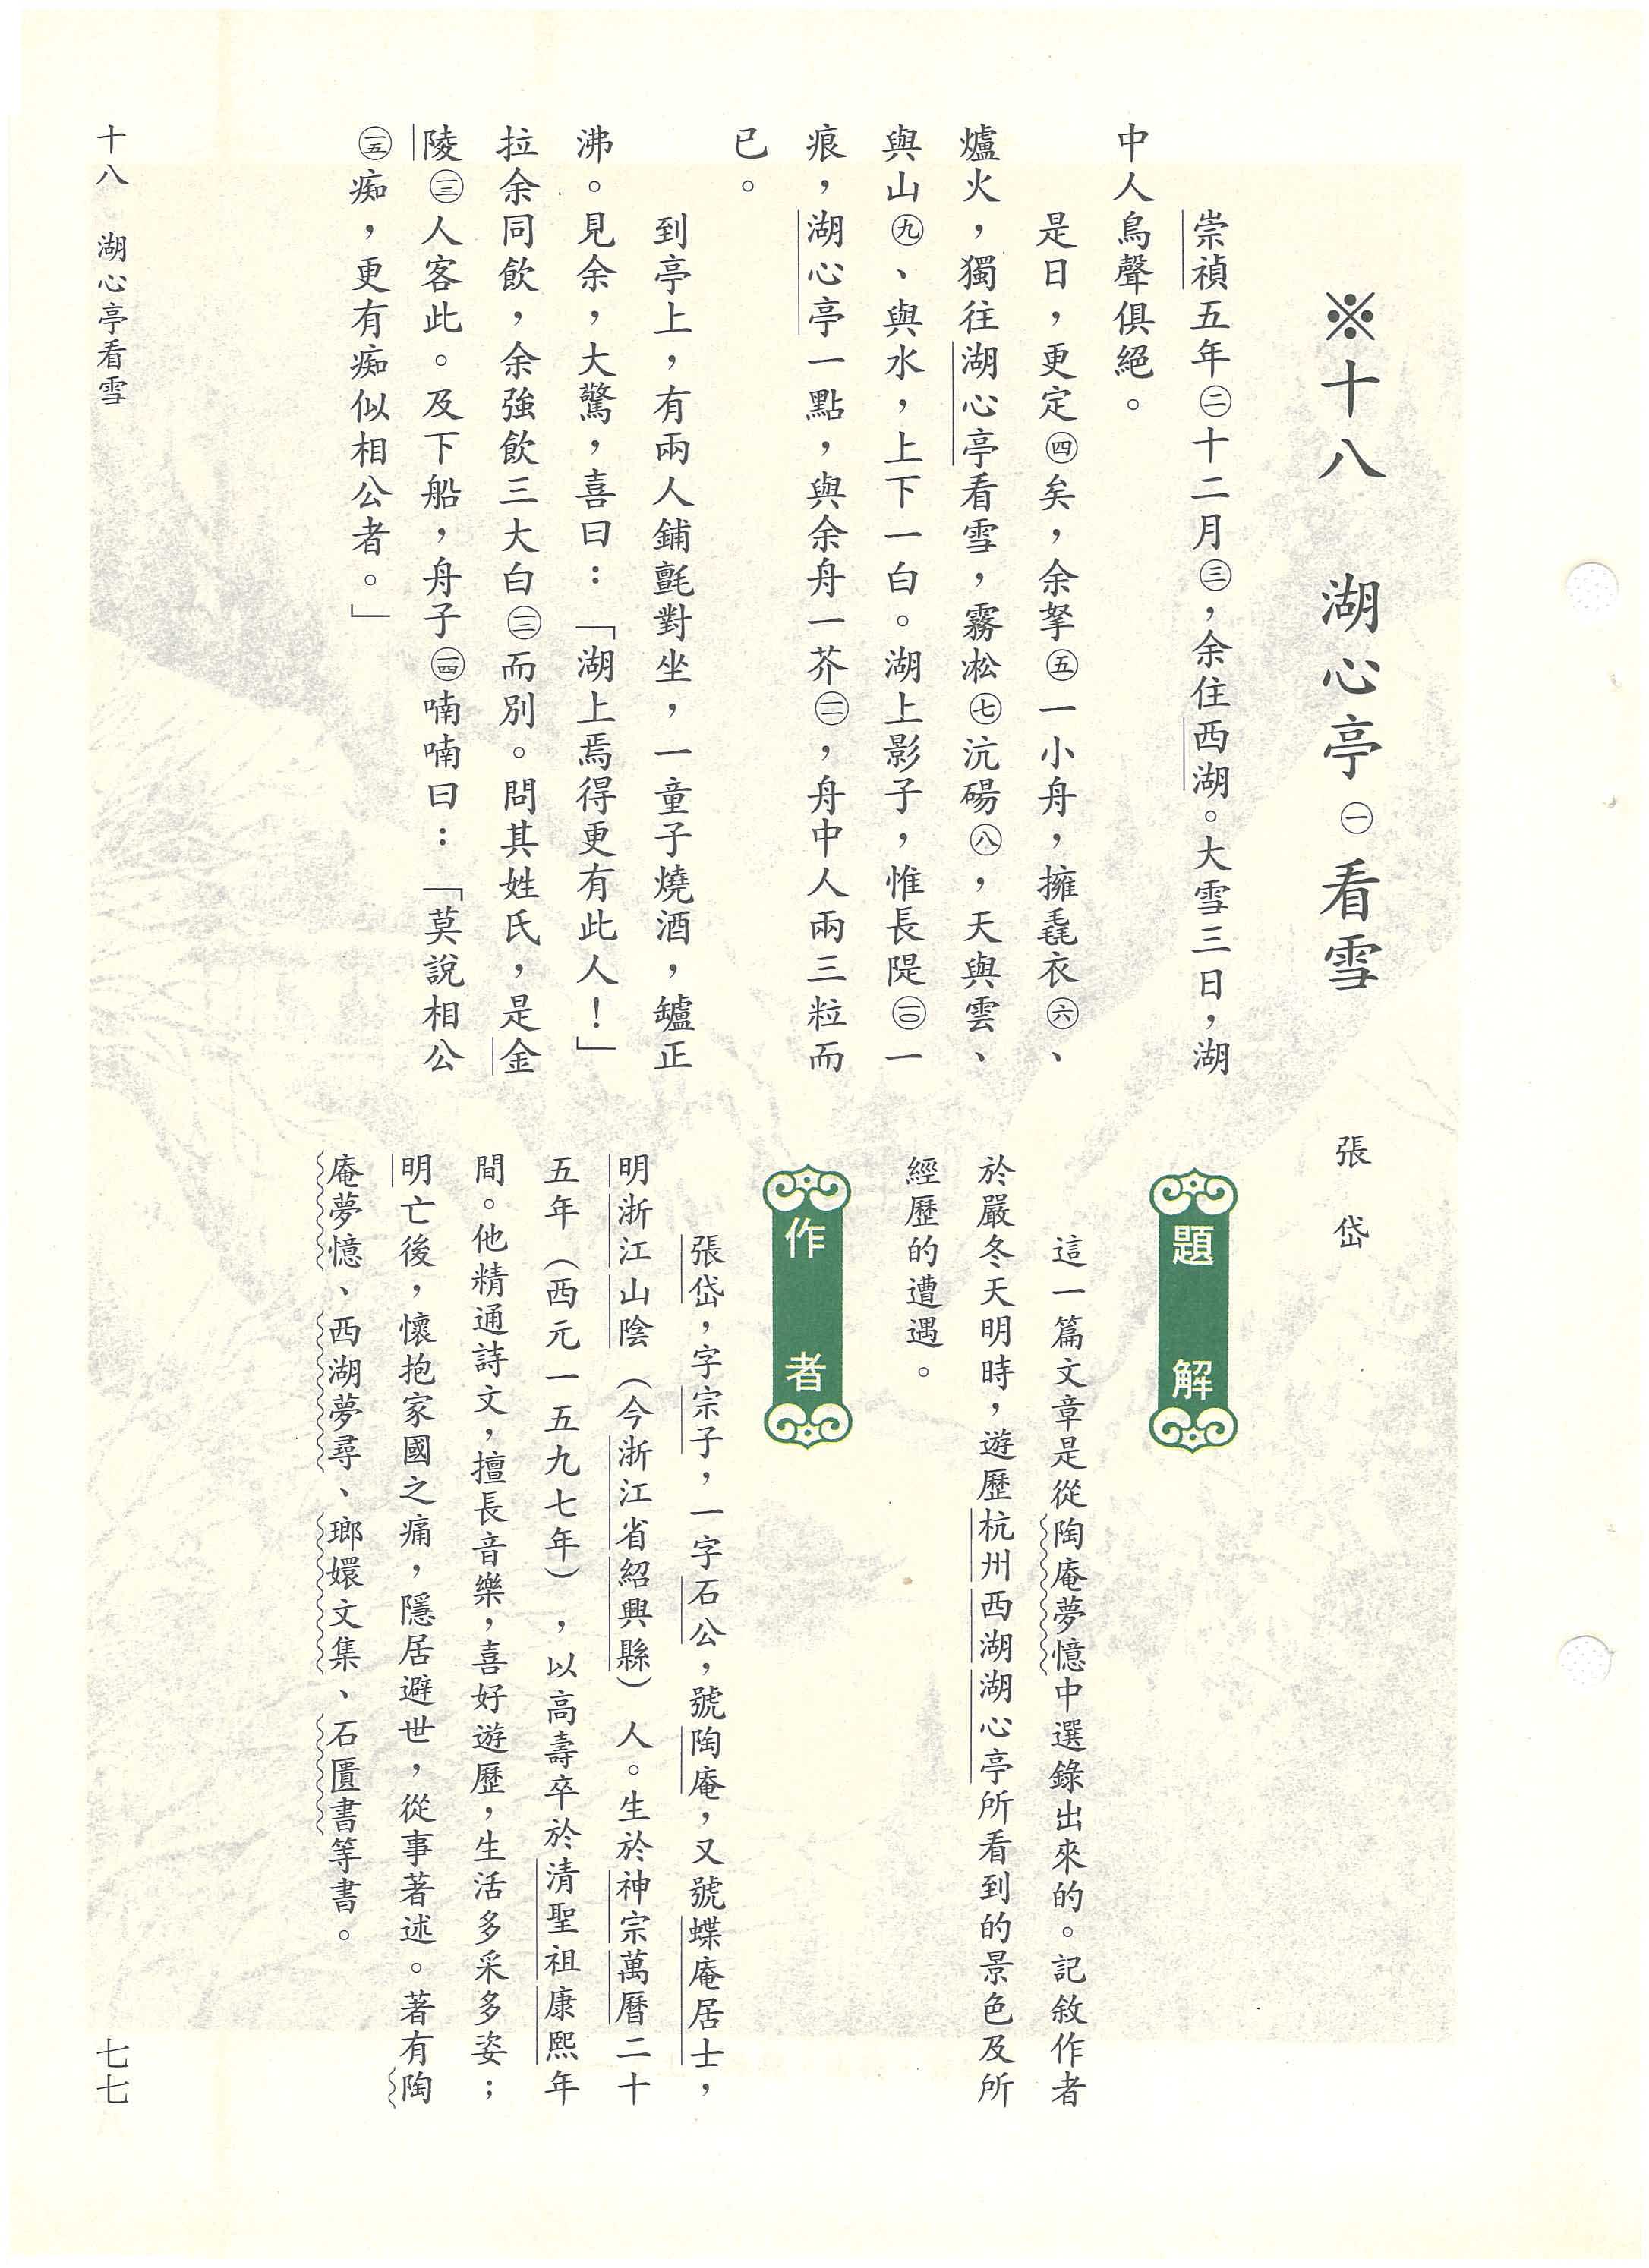 ※十八　湖心亭㊀看雪
張　岱
崇禎五年㊁十二月㊂，余住西湖。大雪三日，湖
中人鳥聲俱絕。
是日，更定㊃矣，余拏㊄一小舟，擁毳衣㊅、
爐火，獨往湖心亭看雪，霧凇㊆沆碭㊇，天與雲、
與山㊈、與水，上下一白。湖上影子，惟長隄㊉一
痕，湖心亭一點，與余舟一芥⑪，舟中人兩三粒而
已。
到亭上，有兩人鋪氈對坐，一童子燒酒，鑪正
沸。見余，大驚，喜曰：「湖上焉得更有此人！」
拉余同飲，余強飲三大白⑫而別。問其姓氏，是金
陵⑬人客此。及下船，舟子⑭喃喃曰：「莫說相公
⑮痴，更有痴似相公者。」
題解
這一篇文章是從陶庵夢憶中選錄出來的。記敘作者
於嚴冬天明時，遊歷杭州西湖湖心亭所看到的景色及所
經歷的遭遇。
作者
張岱，字宗子，一字石公，號陶庵，又號蝶庵居士，
明浙江山陰（今浙江省紹興縣）人。生於神宗萬曆二十
五年（西元一五九七年），以高壽卒於清聖祖康熙年
間。他精通詩文，擅長音樂，喜好遊歷，生活多采多姿；
明亡後，懷抱家國之痛，隱居避世，從事著述。著有陶
庵夢憶、西湖夢尋、瑯嬛文集、石匱書等書。
十八　湖心亭看雪
七七